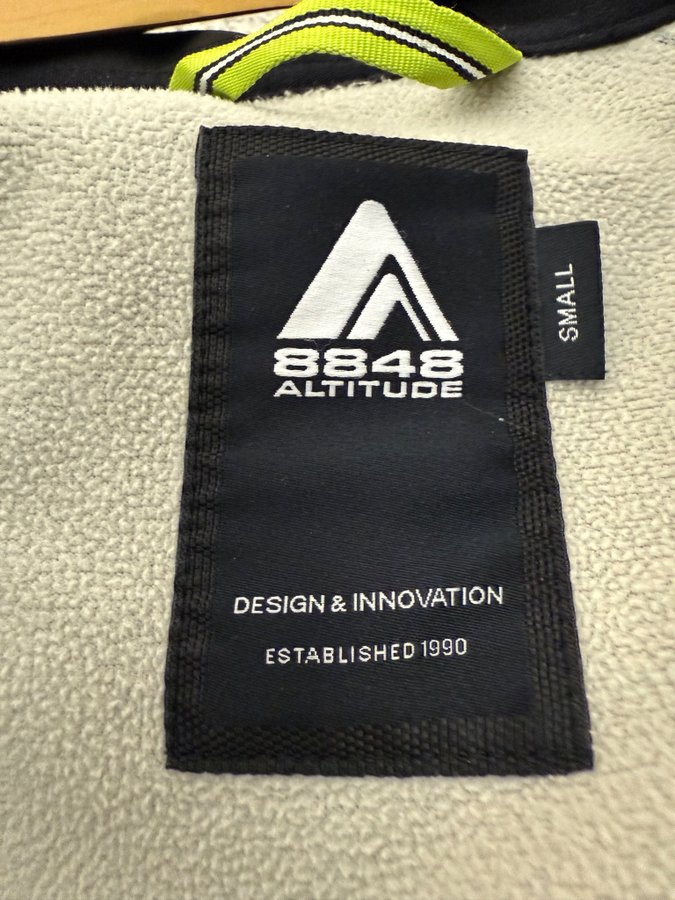 8848
ALTITUDE
SMALL
DESIGN & INNOVATION
ESTABLISHED 1990